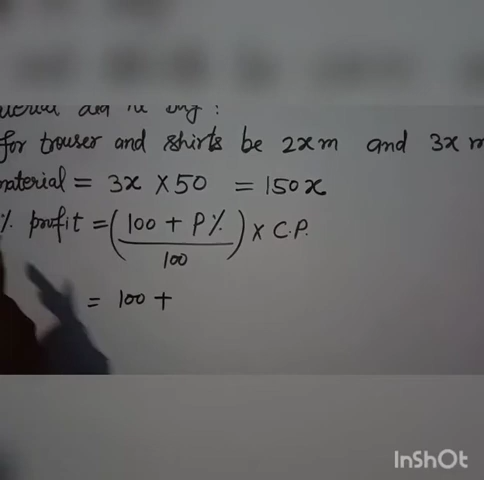 for trouser and shirts be 2x m and 3x m
material = 3x × 50 = 150x
% profit = (100 + P% / 100) × C.P.
= 100 +
InShOt